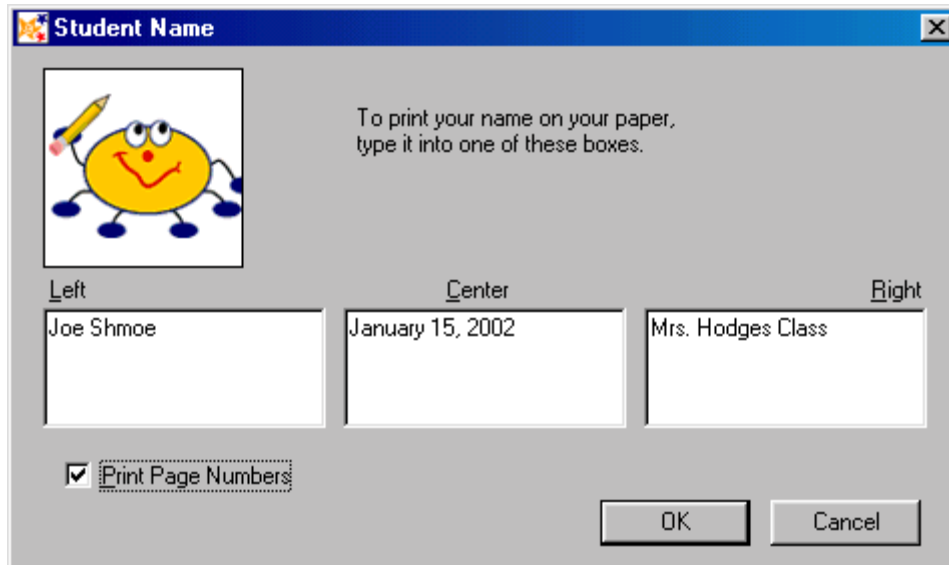 Student Name
To print your name on your paper,
type it into one of these boxes.
Left Center Right
Joe Shmoe January 15, 2002 Mrs. Hodges Class
Print Page Numbers
OK Cancel